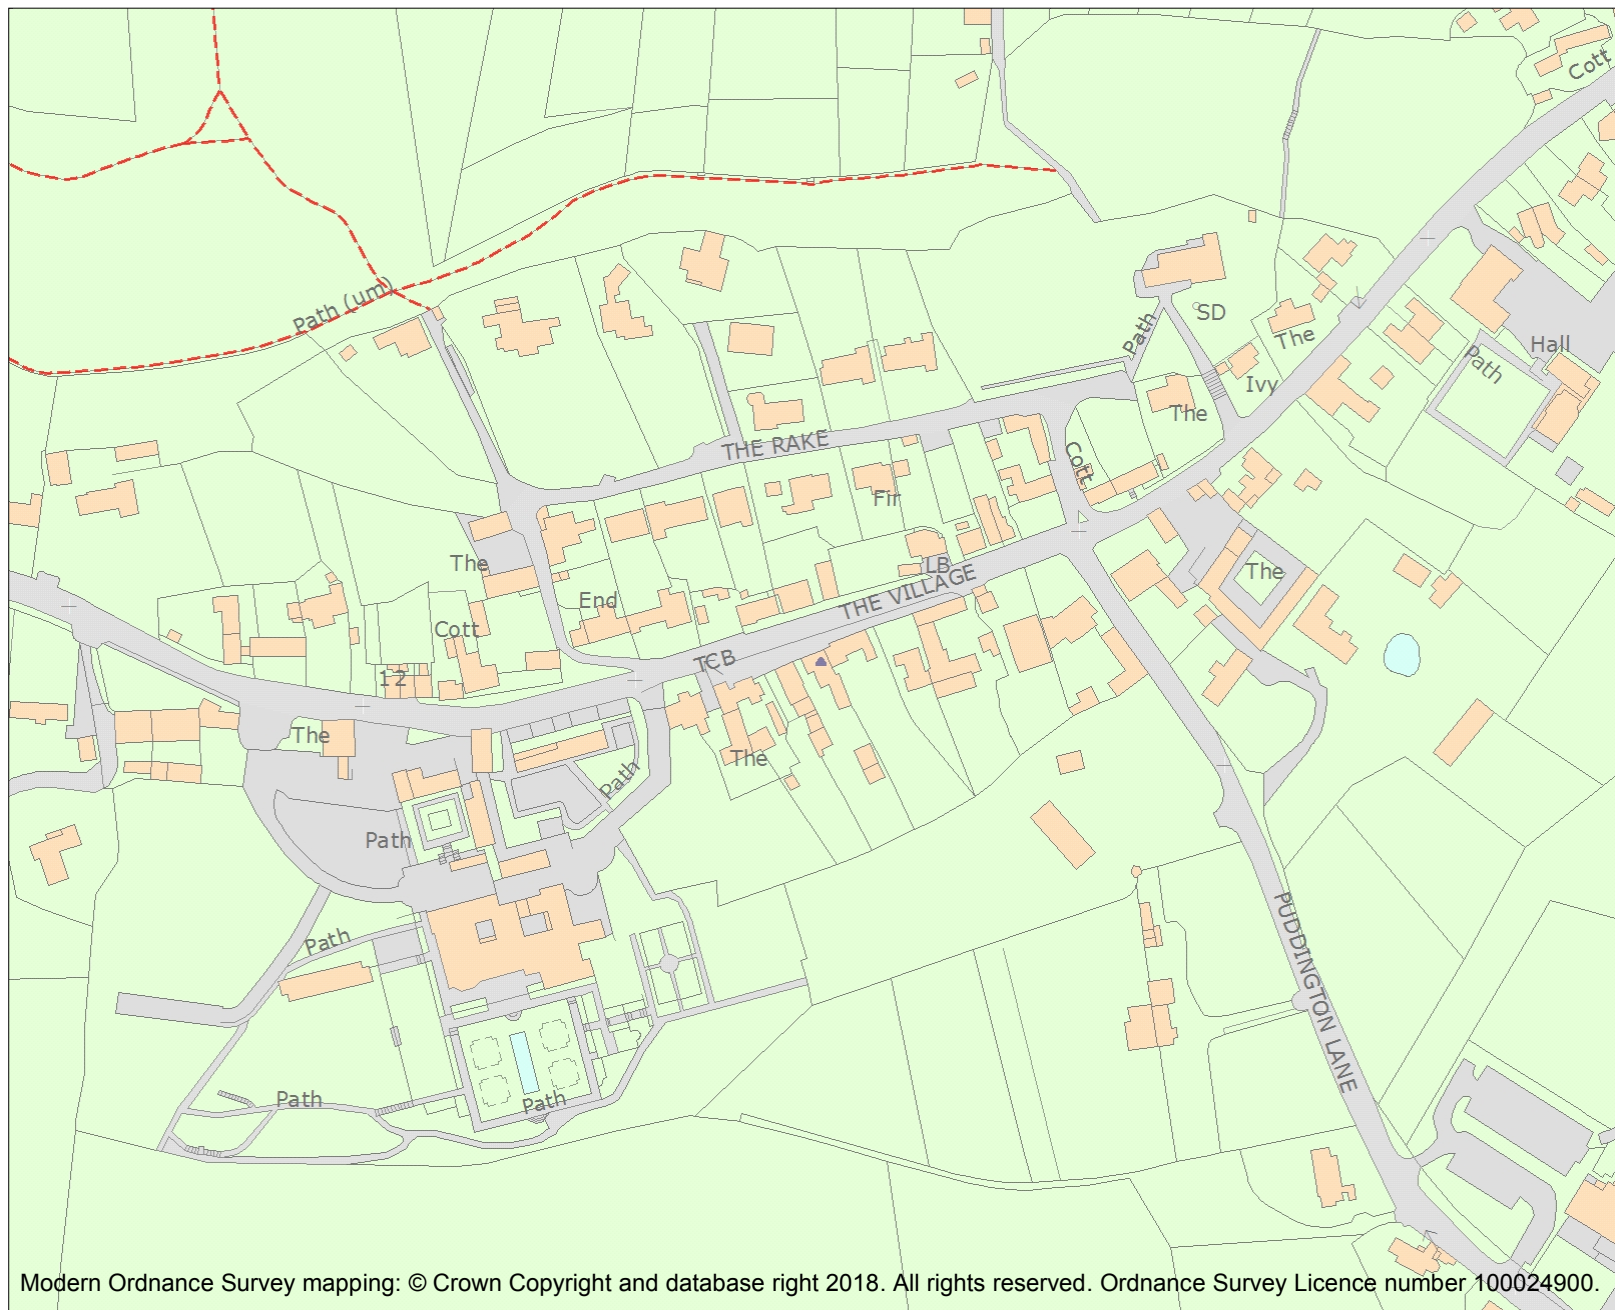 Cott
Path (um)
SD
The
Path
Hall
Path
Ivy
The
THE RAKE
Cott
Fir
The
LB
The
THE VILLAGE
End
Cott
TCB
12
The
The
Path
Path
PUDDINGTON LANE
Path
Path
Path
Modern Ordnance Survey mapping: © Crown Copyright and database right 2018. All rights reserved. Ordnance Survey Licence number 100024900.